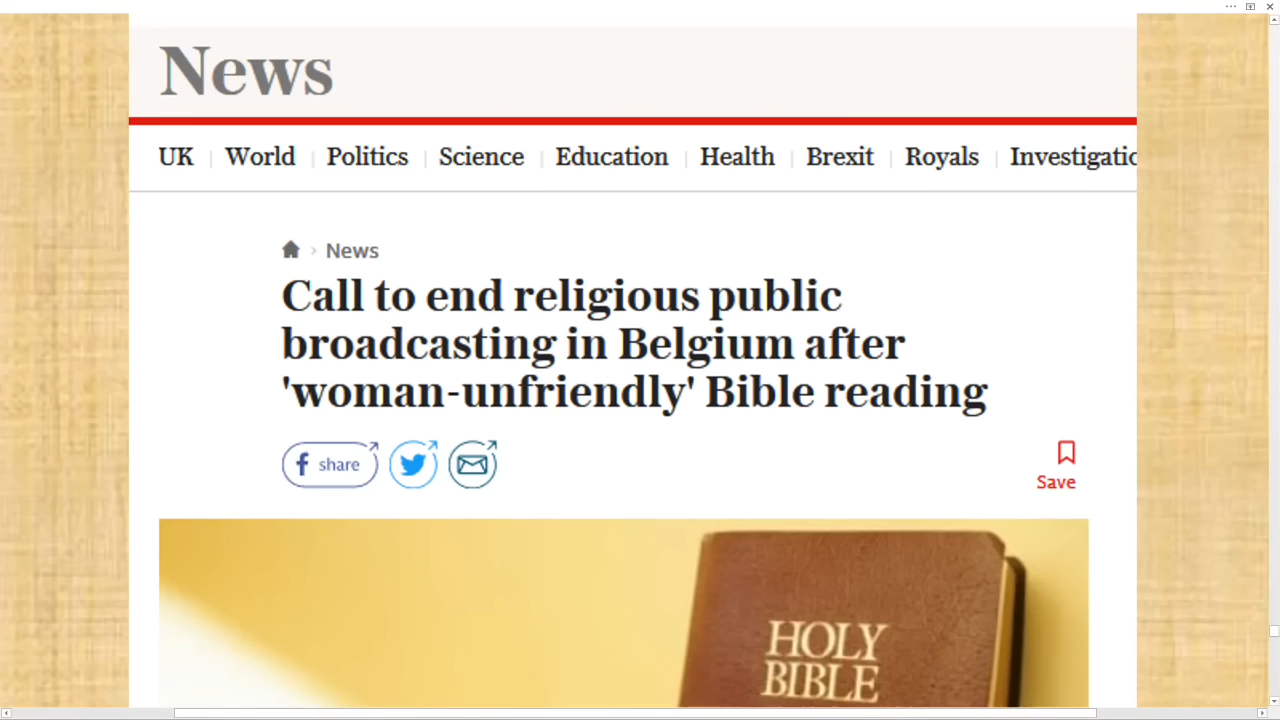 News
UK World Politics Science Education Health Brexit Royals Investigatio
News
Call to end religious public
broadcasting in Belgium after
'woman-unfriendly' Bible reading
share
Save
HOLY
BIBLE